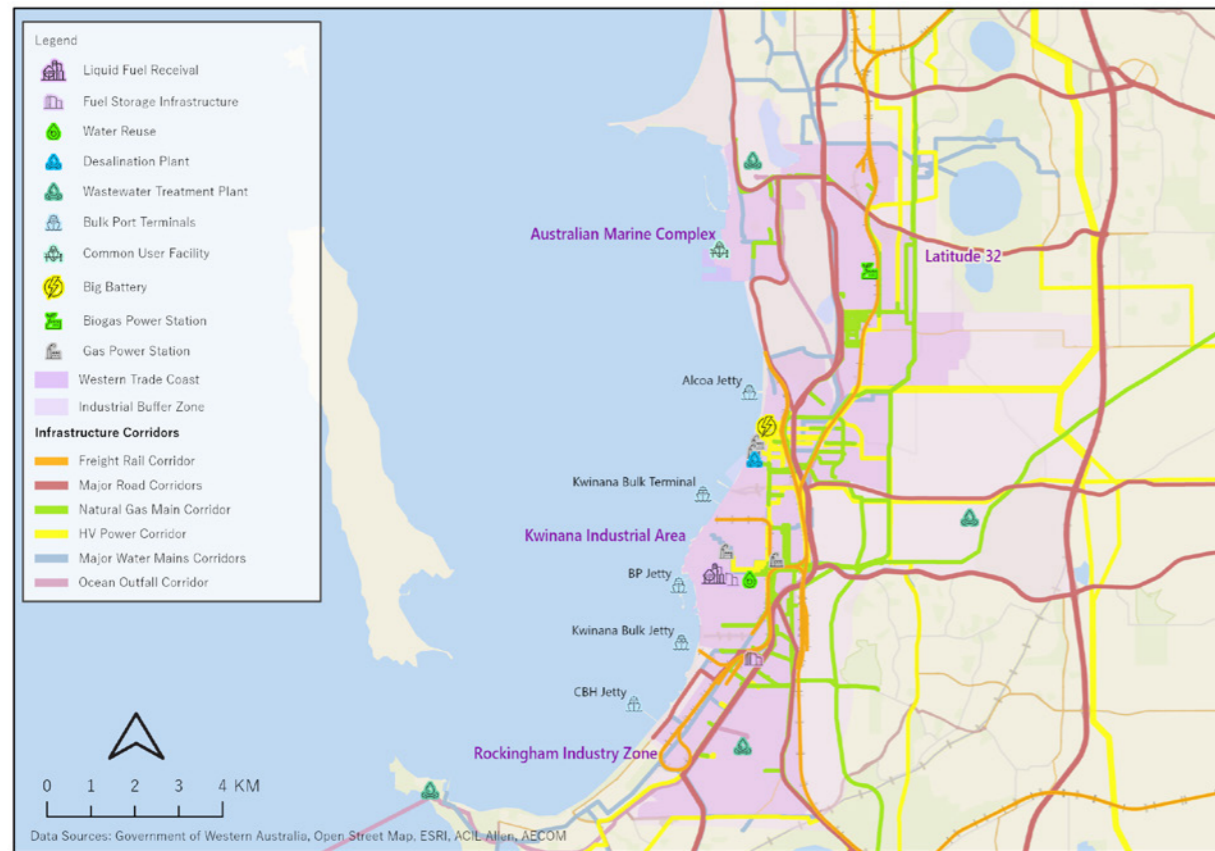 Legend
Liquid Fuel Receival
Fuel Storage Infrastructure
Water Reuse
Desalination Plant
Wastewater Treatment Plant
Bulk Port Terminals
Common User Facility
Big Battery
Biogas Power Station
Gas Power Station
Western Trade Coast
Industrial Buffer Zone
Infrastructure Corridors
Freight Rail Corridor
Major Road Corridors
Natural Gas Main Corridor
HV Power Corridor
Major Water Mains Corridors
Ocean Outfall Corridor
Australian Marine Complex
Latitude 32
Alcoa Jetty
Kwinana Bulk Terminal
Kwinana Industrial Area
BP Jetty
Kwinana Bulk Jetty
CBH Jetty
Rockingham Industry Zone
0 1 2 3 4 KM
Data Sources: Government of Western Australia, Open Street Map, ESRI, ACIL Allen, AECOM